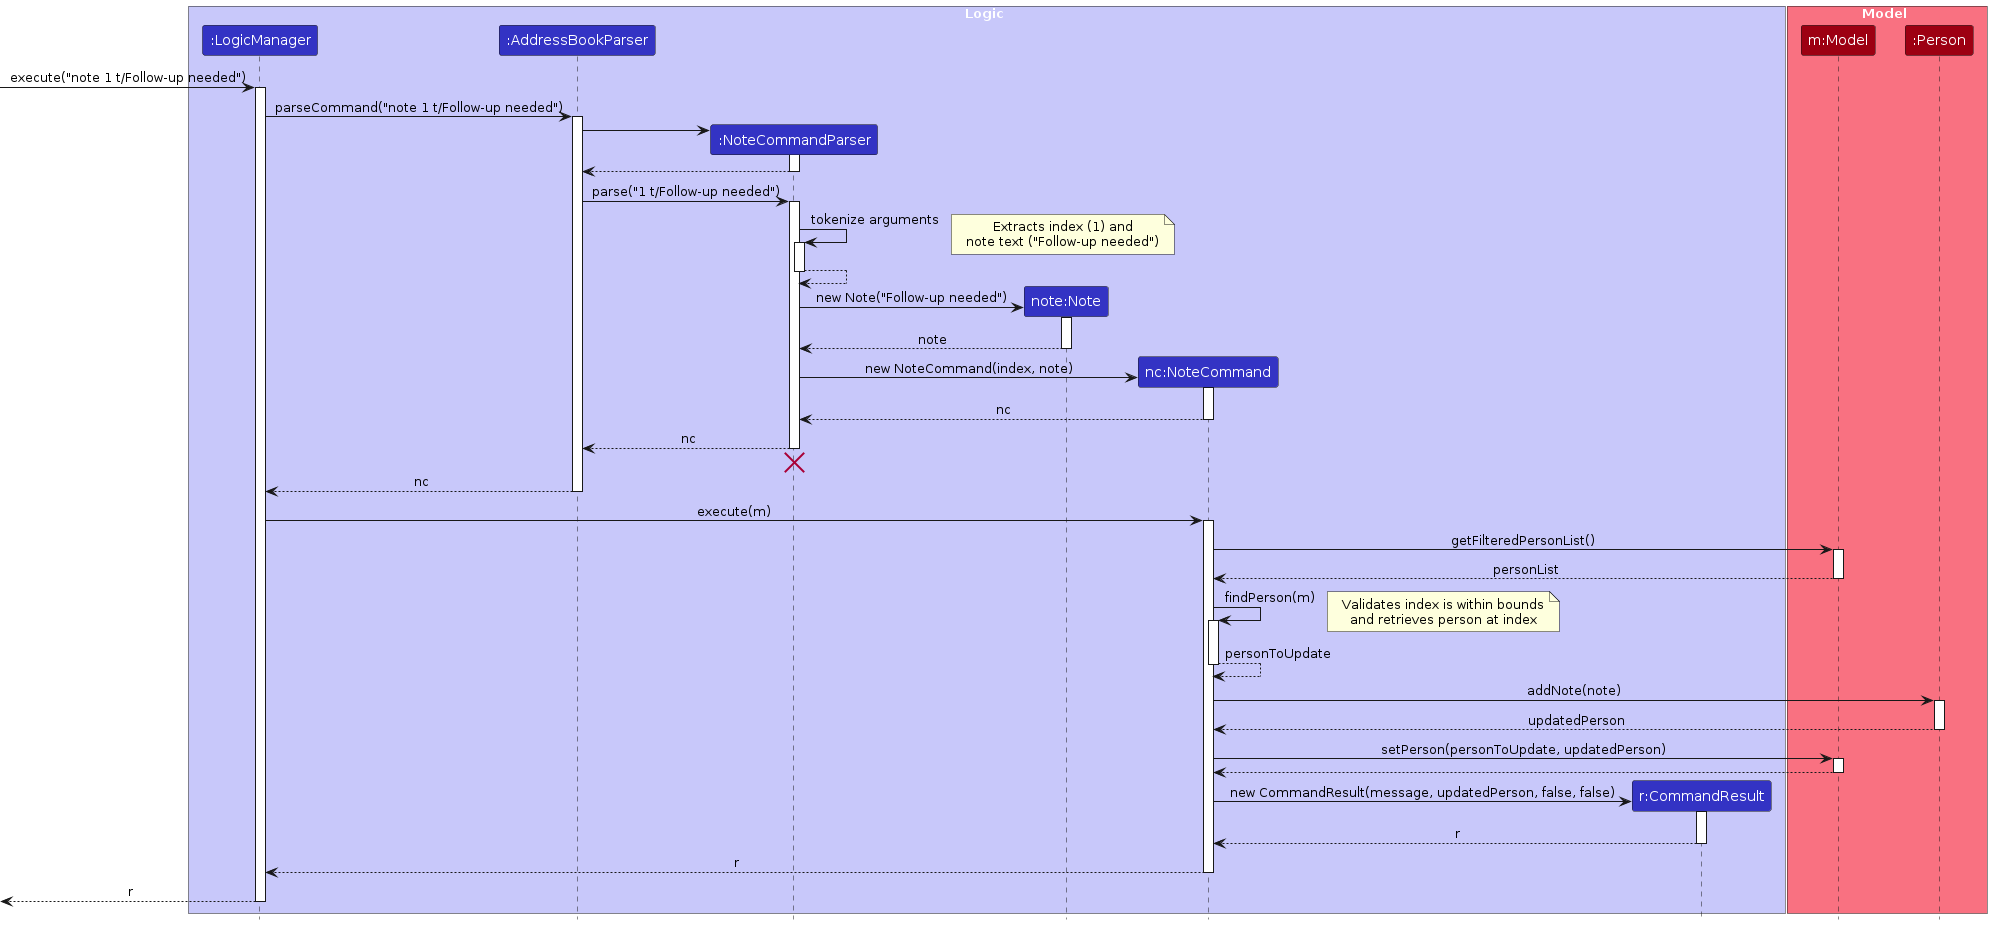 Logic
Model
:LogicManager
:AddressBookParser
m:Model
:Person
execute("note 1 t/Follow-up needed")
parseCommand("note 1 t/Follow-up needed")
:NoteCommandParser
parse("1 t/Follow-up needed")
tokenize arguments
Extracts index (1) and
note text ("Follow-up needed")
new Note("Follow-up needed")
note:Note
note
new NoteCommand(index, note)
nc:NoteCommand
nc
nc
nc
execute(m)
getFilteredPersonList()
personList
findPerson(m)
Validates index is within bounds
and retrieves person at index
personToUpdate
addNote(note)
updatedPerson
setPerson(personToUpdate, updatedPerson)
new CommandResult(message, updatedPerson, false, false)
r:CommandResult
r
r
r